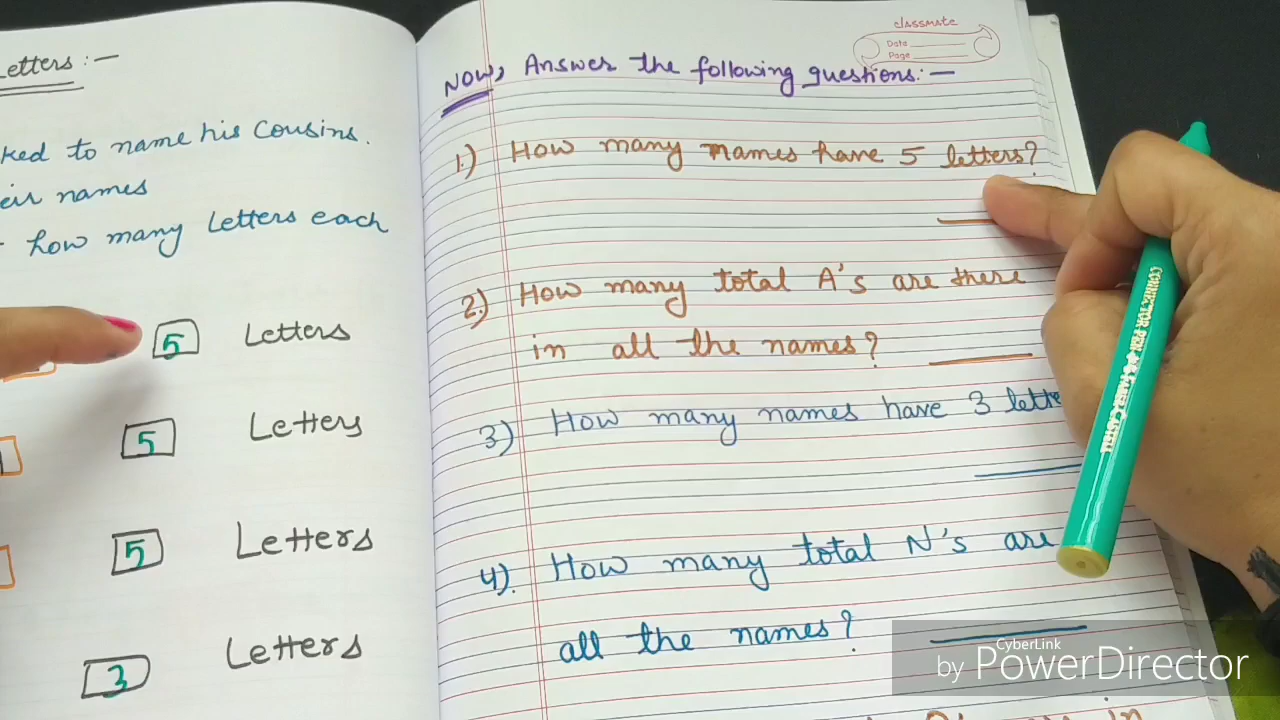 Letters :-
ked to name his Cousins.
eir names
how many Letters each
5 Letters
5 Letters
5 Letters
3 Letters
classmate
Date
Page
NOW, Answer the following questions:-
1.) How many names have 5 letters?
2.) How many total A's are there
in all the names?
3) How many names have 3 lette
4). How many total N's are
all the names?
in
CyberLink
by PowerDirector